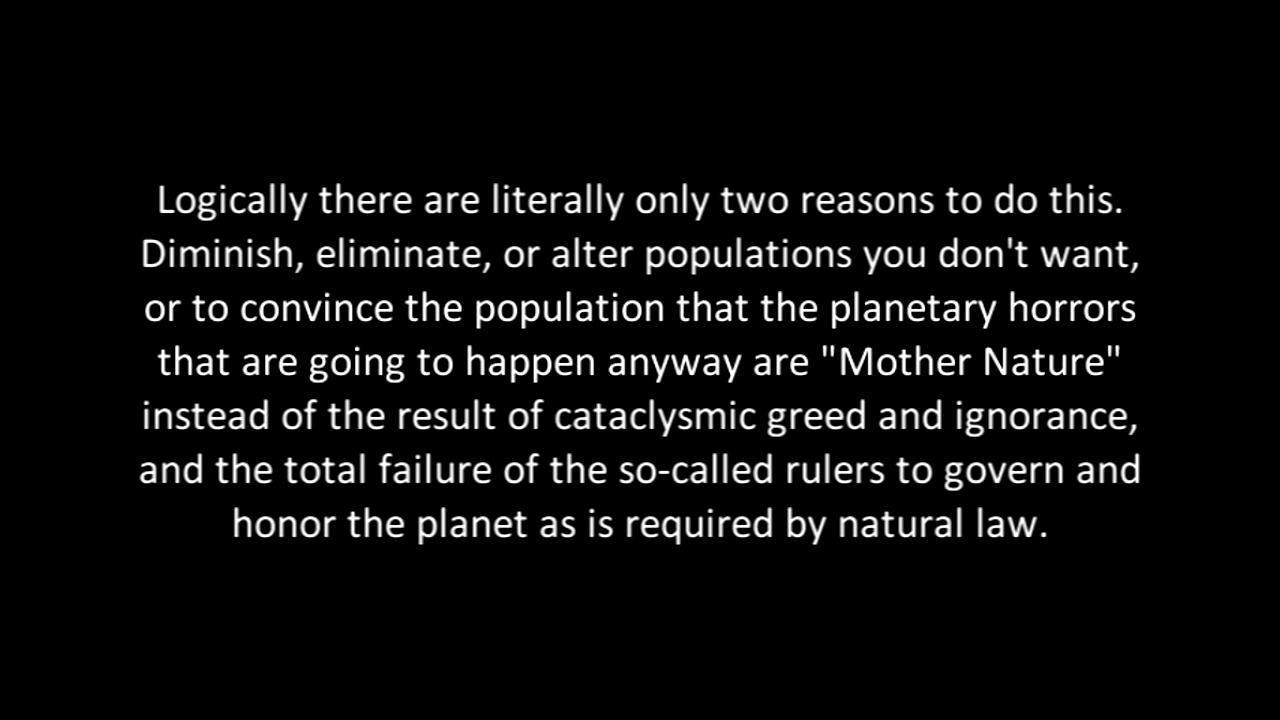 Logically there are literally only two reasons to do this.
Diminish, eliminate, or alter populations you don't want,
or to convince the population that the planetary horrors
that are going to happen anyway are "Mother Nature"
instead of the result of cataclysmic greed and ignorance,
and the total failure of the so-called rulers to govern and
honor the planet as is required by natural law.